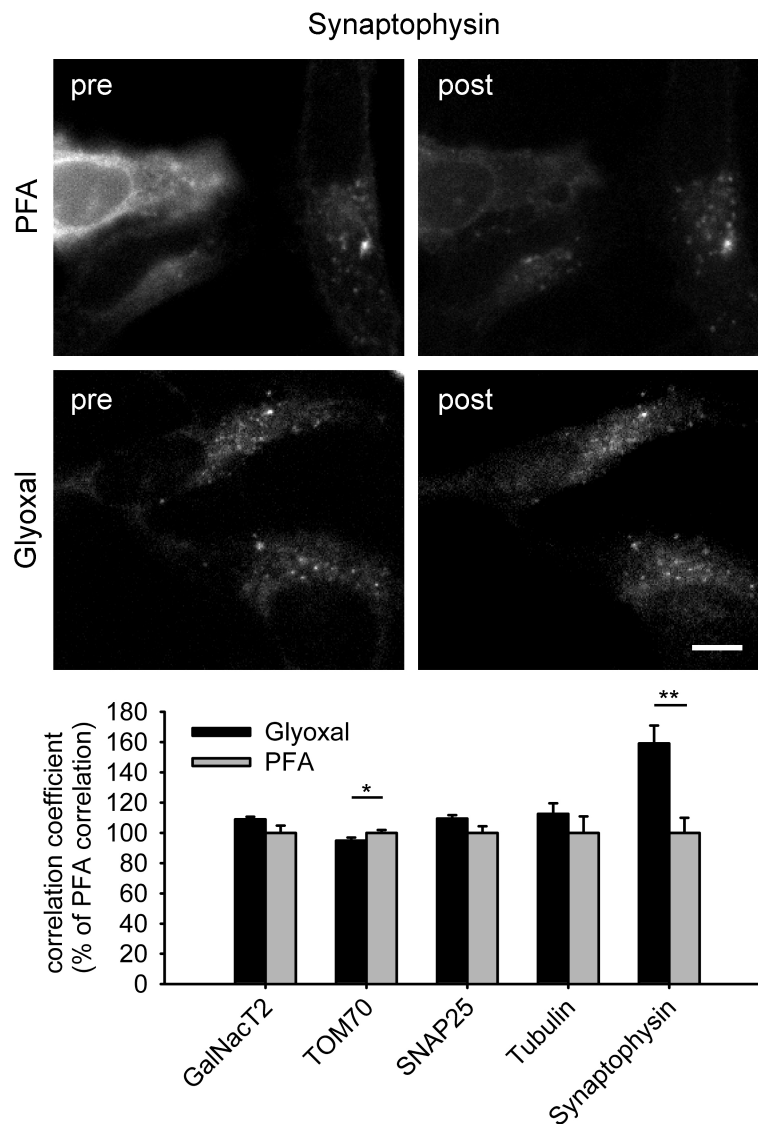 Synaptophysin
PFA
pre
post
Glyoxal
pre
post
correlation coefficient
(% of PFA correlation)
180
160
140
120
100
80
60
40
20
0
Glyoxal
PFA
*
**
GalNacT2
TOM70
SNAP25
Tubulin
Synaptophysin